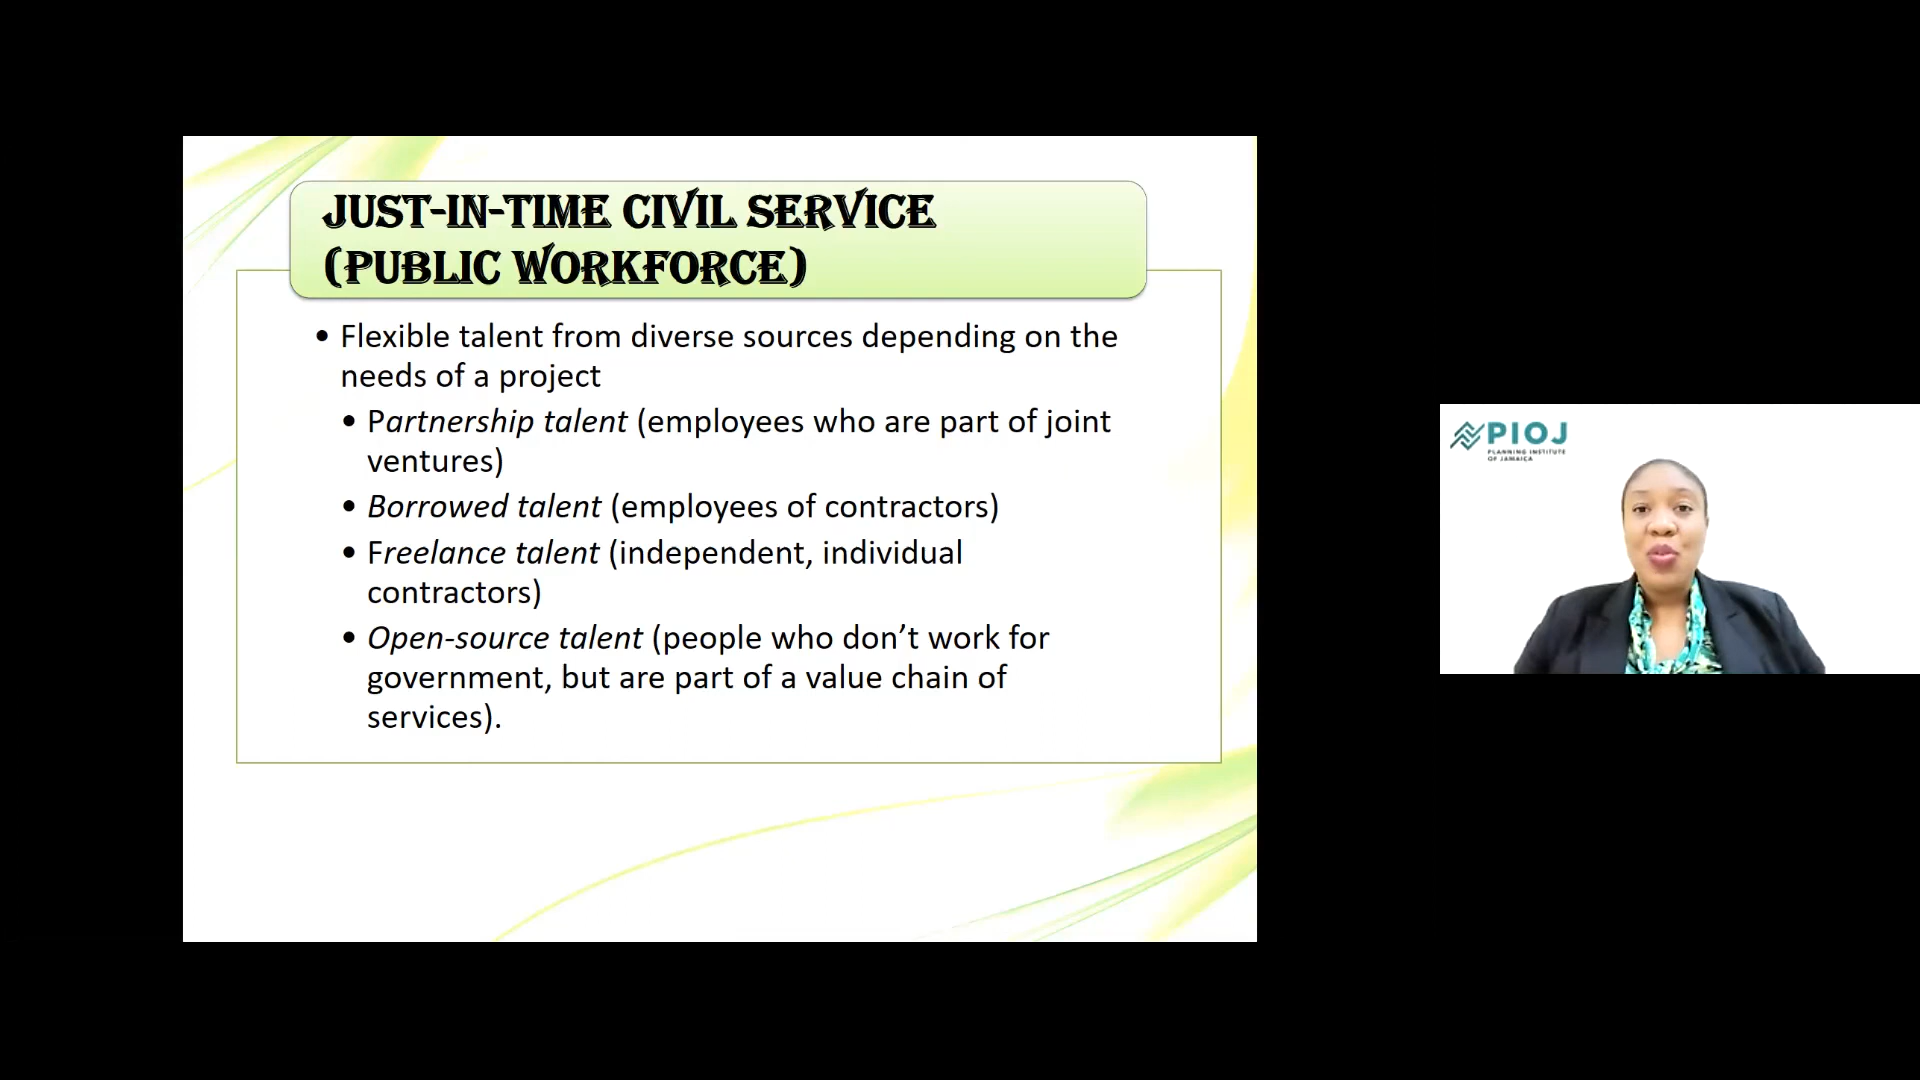 JUST-IN-TIME CIVIL SERVICE
(PUBLIC WORKFORCE)
• Flexible talent from diverse sources depending on the
needs of a project
• Partnership talent (employees who are part of joint
ventures)
• Borrowed talent (employees of contractors)
• Freelance talent (independent, individual
contractors)
• Open-source talent (people who don’t work for
government, but are part of a value chain of
services).
PIOJ
PLANNING INSTITUTE
OF JAMAICA